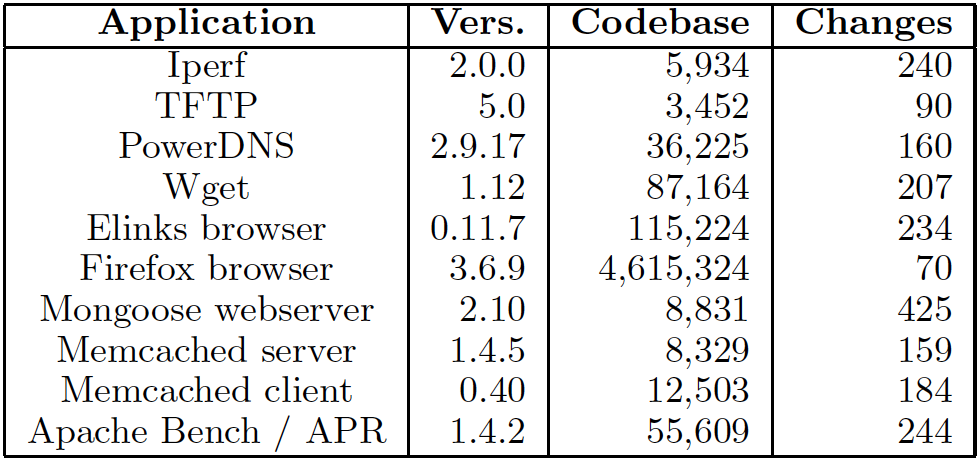 Application Vers. Codebase Changes
Iperf 2.0.0 5,934 240
TFTP 5.0 3,452 90
PowerDNS 2.9.17 36,225 160
Wget 1.12 87,164 207
Elinks browser 0.11.7 115,224 234
Firefox browser 3.6.9 4,615,324 70
Mongoose webserver 2.10 8,831 425
Memcached server 1.4.5 8,329 159
Memcached client 0.40 12,503 184
Apache Bench / APR 1.4.2 55,609 244